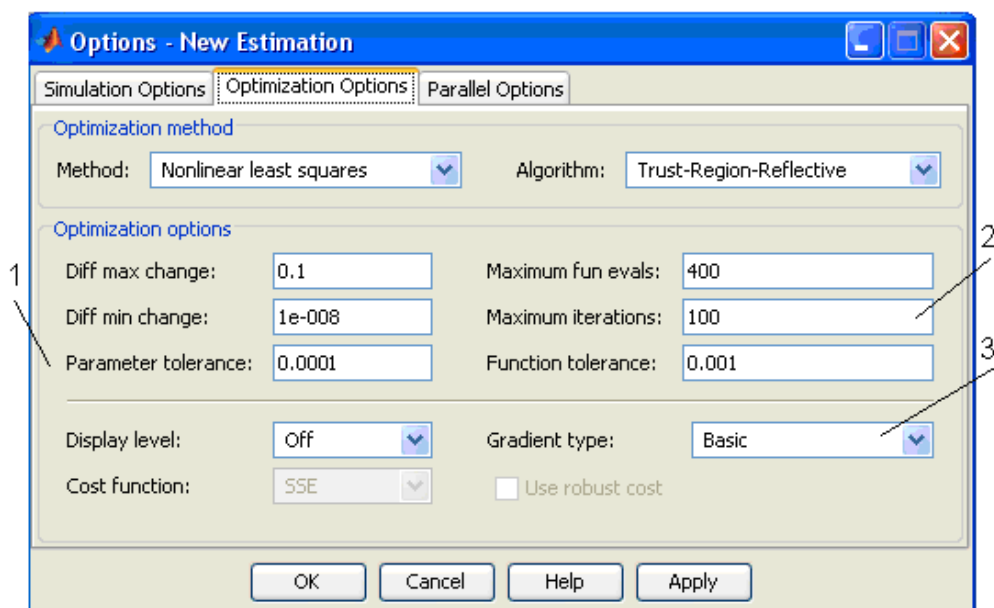 Options - New Estimation
Simulation Options Optimization Options Parallel Options
Optimization method
Method: Nonlinear least squares Algorithm: Trust-Region-Reflective
Optimization options
Diff max change: 0.1 Maximum fun evals: 400
Diff min change: 1e-008 Maximum iterations: 100
Parameter tolerance: 0.0001 Function tolerance: 0.001
Display level: Off Gradient type: Basic
Cost function: SSE Use robust cost
OK Cancel Help Apply
1
2
3